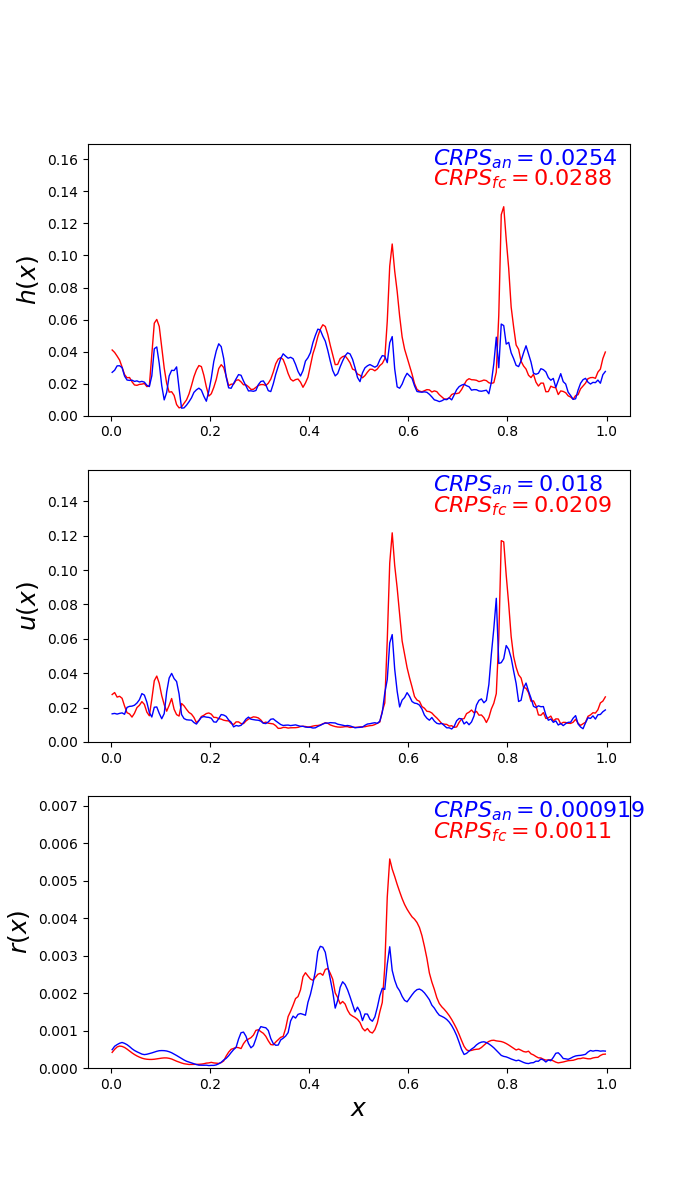 CRPS_an = 0.0254
CRPS_fc = 0.0288
h(x)
0.16
0.14
0.12
0.10
0.08
0.06
0.04
0.02
0.00
0.0 0.2 0.4 0.6 0.8 1.0
CRPS_an = 0.018
CRPS_fc = 0.0209
u(x)
0.14
0.12
0.10
0.08
0.06
0.04
0.02
0.00
0.0 0.2 0.4 0.6 0.8 1.0
CRPS_an = 0.000919
CRPS_fc = 0.0011
r(x)
0.007
0.006
0.005
0.004
0.003
0.002
0.001
0.000
0.0 0.2 0.4 0.6 0.8 1.0
x